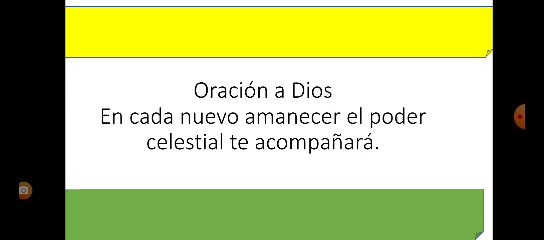 Oración a Dios
En cada nuevo amanecer el poder
celestial te acompañará.